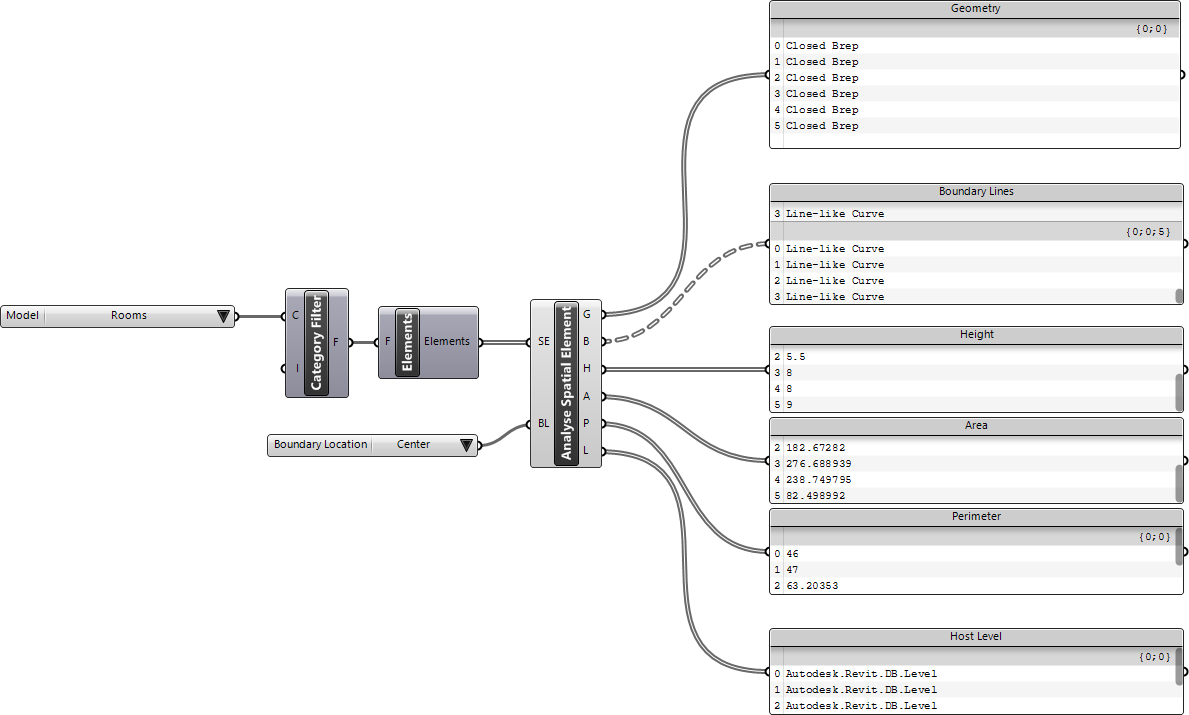 Model Rooms
C
I
Category Filter
F
F
Elements
Elements
Boundary Location Center
SE
BL
Analyse Spatial Element
G
B
H
A
P
L
Geometry
{0;0}
0 Closed Brep
1 Closed Brep
2 Closed Brep
3 Closed Brep
4 Closed Brep
5 Closed Brep
Boundary Lines
3 Line-like Curve
{0;0;5}
0 Line-like Curve
1 Line-like Curve
2 Line-like Curve
3 Line-like Curve
Height
2 5.5
3 8
4 8
5 9
Area
2 182.67282
3 276.688939
4 238.749795
5 82.498992
Perimeter
{0;0}
0 46
1 47
2 63.20353
Host Level
{0;0}
0 Autodesk.Revit.DB.Level
1 Autodesk.Revit.DB.Level
2 Autodesk.Revit.DB.Level